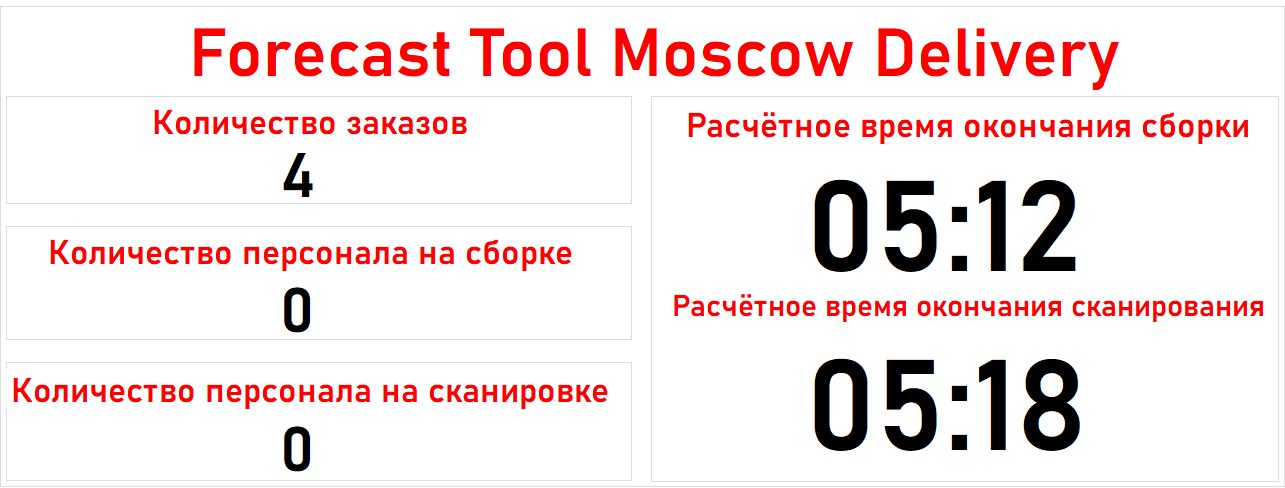 Forecast Tool Moscow Delivery
Количество заказов
4
Количество персонала на сборке
0
Количество персонала на сканировке
0
Расчётное время окончания сборки
05:12
Расчётное время окончания сканирования
05:18